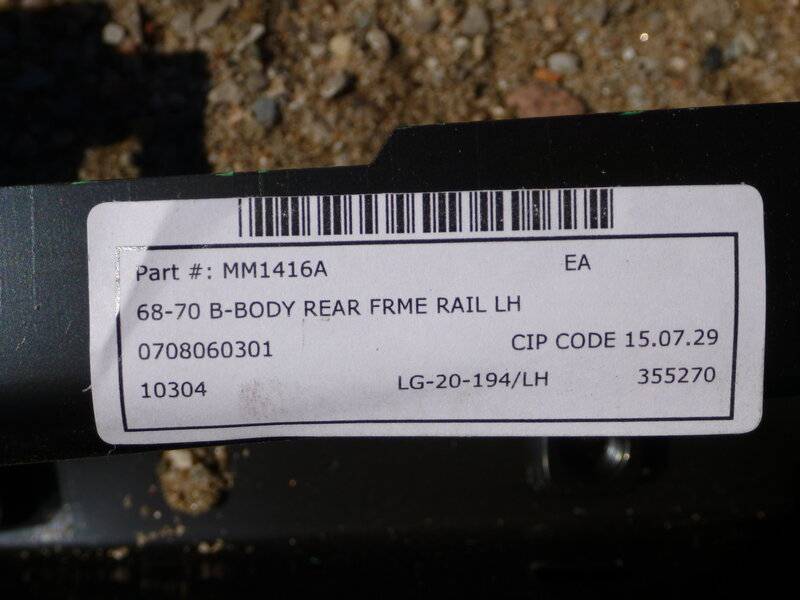 Part #: MM1416A EA
68-70 B-BODY REAR FRME RAIL LH
0708060301 CIP CODE 15.07.29
10304 LG-20-194/LH 355270